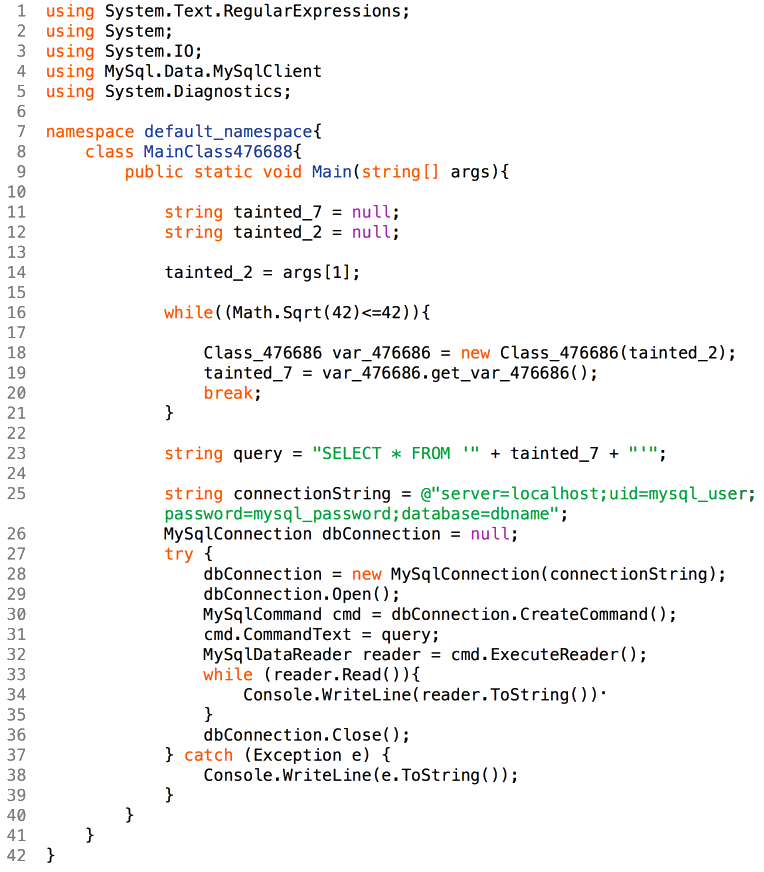 1 using System.Text.RegularExpressions;
2 using System;
3 using System.IO;
4 using MySql.Data.MySqlClient
5 using System.Diagnostics;
6
7 namespace default_namespace{
8     class MainClass476688{
9         public static void Main(string[] args){
10
11             string tainted_7 = null;
12             string tainted_2 = null;
13
14             tainted_2 = args[1];
15
16             while((Math.Sqrt(42)<=42)){
17
18                 Class_476686 var_476686 = new Class_476686(tainted_2);
19                 tainted_7 = var_476686.get_var_476686();
20                 break;
21             }
22
23             string query = "SELECT * FROM '" + tainted_7 + "'";
24
25             string connectionString = @"server=localhost;uid=mysql_user;
            password=mysql_password;database=dbname";
26             MySqlConnection dbConnection = null;
27             try {
28                 dbConnection = new MySqlConnection(connectionString);
29                 dbConnection.Open();
30                 MySqlCommand cmd = dbConnection.CreateCommand();
31                 cmd.CommandText = query;
32                 MySqlDataReader reader = cmd.ExecuteReader();
33                 while (reader.Read()){
34                     Console.WriteLine(reader.ToString())·
35                 }
36                 dbConnection.Close();
37             } catch (Exception e) {
38                 Console.WriteLine(e.ToString());
39             }
40         }
41     }
42 }